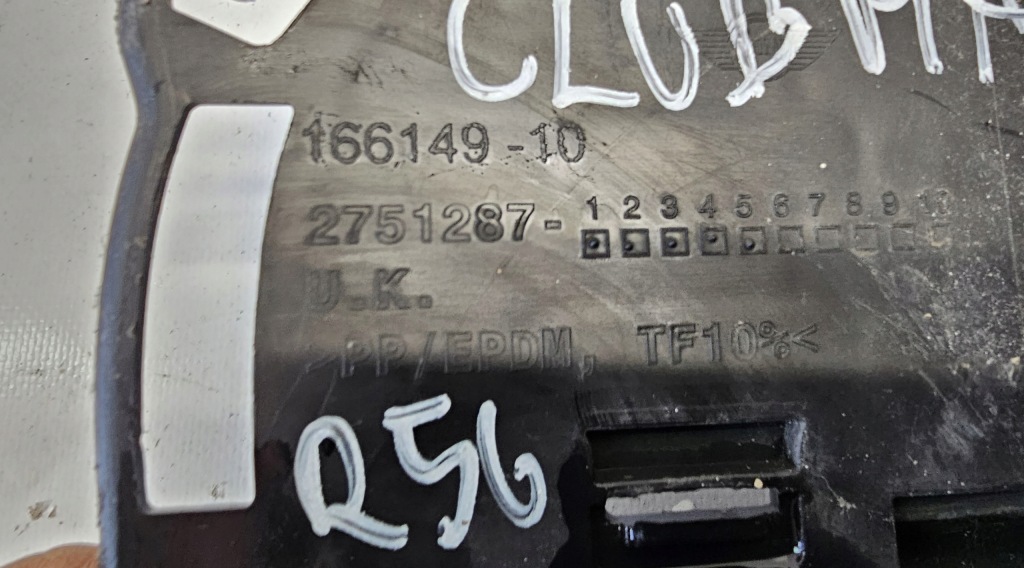 CLUBMA
166149-10
2751287- 1 2 3 4 5 6 7 8 9 10
U.K.
>PP/EPDM, TF10%<
R56